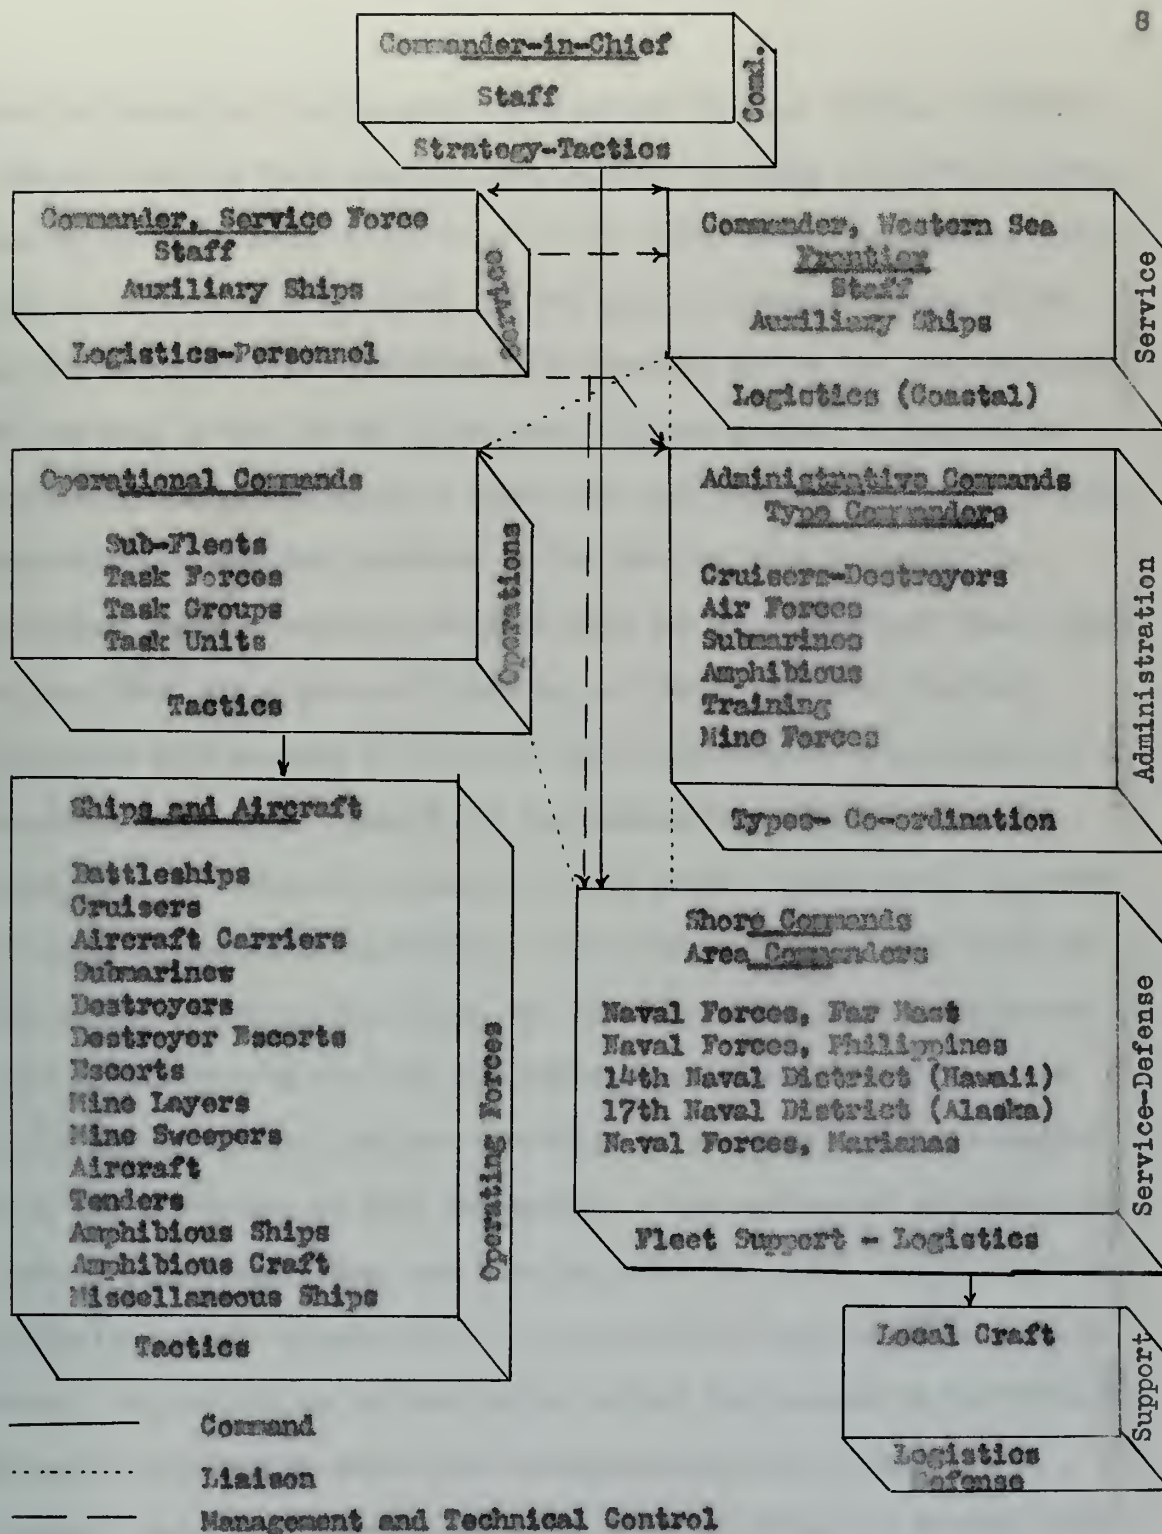 8
Commander-in-Chief
Staff
Comd.
Strategy-Tactics
Commander, Service Force
Staff
Auxiliary Ships
Service
Logistics-Personnel
Commander, Western Sea
Frontier
Staff
Auxiliary Ships
Service
Logistics (Coastal)
Operational Commands
Sub-Fleets
Task Forces
Task Groups
Task Units
Operations
Tactics
Administrative Commands
Type Commanders
Cruisers-Destroyers
Air Forces
Submarines
Amphibious
Training
Mine Forces
Administration
Types- Co-ordination
Ships and Aircraft
Battleships
Cruisers
Aircraft Carriers
Submarines
Destroyers
Destroyer Escorts
Escorts
Mine Layers
Mine Sweepers
Aircraft
Tenders
Amphibious Ships
Amphibious Craft
Miscellaneous Ships
Operating Forces
Tactics
Shore Commands
Area Commanders
Naval Forces, Far East
Naval Forces, Philippines
14th Naval District (Hawaii)
17th Naval District (Alaska)
Naval Forces, Marianas
Service-Defense
Fleet Support - Logistics
Local Craft
Support
Logistics
Defense
Command
Liaison
Management and Technical Control